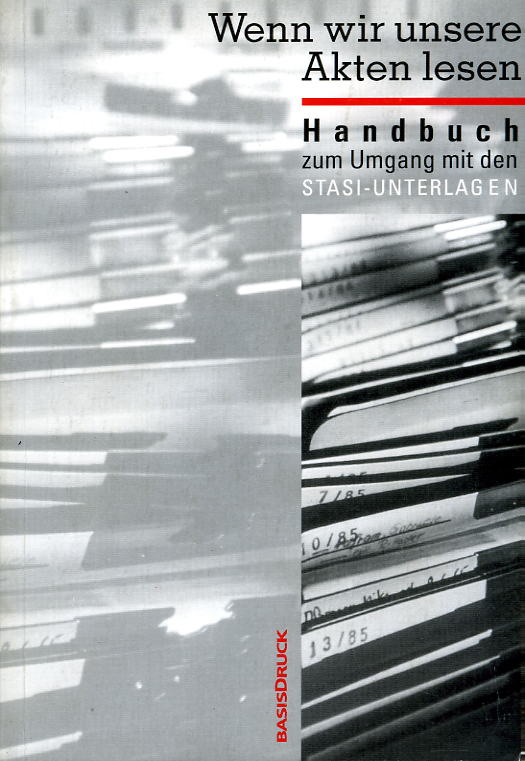 Wenn wir unsere
Akten lesen
Handbuch
zum Umgang mit den
STASI-UNTERLAGEN
7/85
10/85
13/85
BASISDRUCK